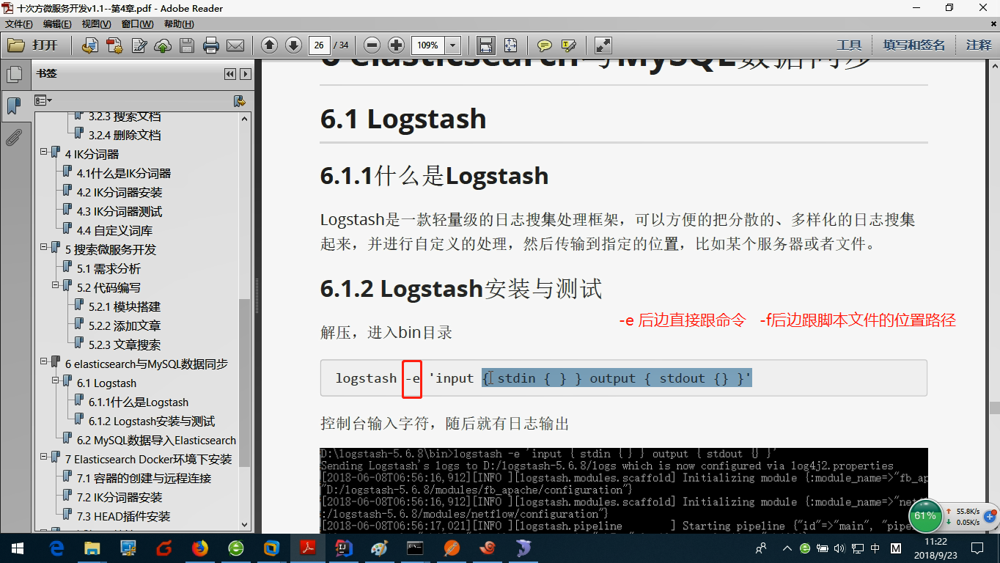 十次方微服务开发v1.1--第4章.pdf - Adobe Reader
文件(F) 编辑(E) 视图(V) 窗口(W) 帮助(H)
打开 26 / 34 109% 工具 填写和签名 注释
书签
3.2.3 搜索文档
3.2.4 删除文档
4 IK分词器
4.1什么是IK分词器
4.2 IK分词器安装
4.3 IK分词器测试
4.4 自定义词库
5 搜索微服务开发
5.1 需求分析
5.2 代码编写
5.2.1 模块搭建
5.2.2 添加文章
5.2.3 文章搜索
6 elasticsearch与MySQL数据同步
6.1 Logstash
6.1.1什么是Logstash
6.1.2 Logstash安装与测试
6.2 MySQL数据导入Elasticsearch
7 Elasticsearch Docker环境下安装
7.1 容器的创建与远程连接
7.2 IK分词器安装
7.3 HEAD插件安装
6 elasticsearch与MySQL数据同步
6.1 Logstash
6.1.1什么是Logstash
Logstash是一款轻量级的日志搜集处理框架，可以方便的把分散的、多样化的日志搜集
起来，并进行自定义的处理，然后传输到指定的位置，比如某个服务器或者文件。
6.1.2 Logstash安装与测试
-e 后边直接跟命令 -f后边跟脚本文件的位置路径
解压，进入bin目录
logstash -e 'input { stdin { } } output { stdout {} }'
控制台输入字符，随后就有日志输出
D:\logstash-5.6.8\bin>logstash -e 'input { stdin { } } output { stdout {} }'
Sending Logstash's logs to D:/logstash-5.6.8/logs which is now configured via log4j2.properties
[2018-06-08T06:56:16,912][INFO ][logstash.modules.scaffold] Initializing module {:module_name=>"fb_ap
"D:/logstash-5.6.8/modules/fb_apache/configuration"}
[2018-06-08T06:56:16,927][INFO ][logstash.modules.scaffold] Initializing module {:module_name=>"netf
:/logstash-5.6.8/modules/netflow/configuration"}
[2018-06-08T06:56:17,021][INFO ][logstash.pipeline ] Starting pipeline {"id"=>"main", "pipe
61% 55.8K/s
0.05K/s
中 M 11:22
2018/9/23